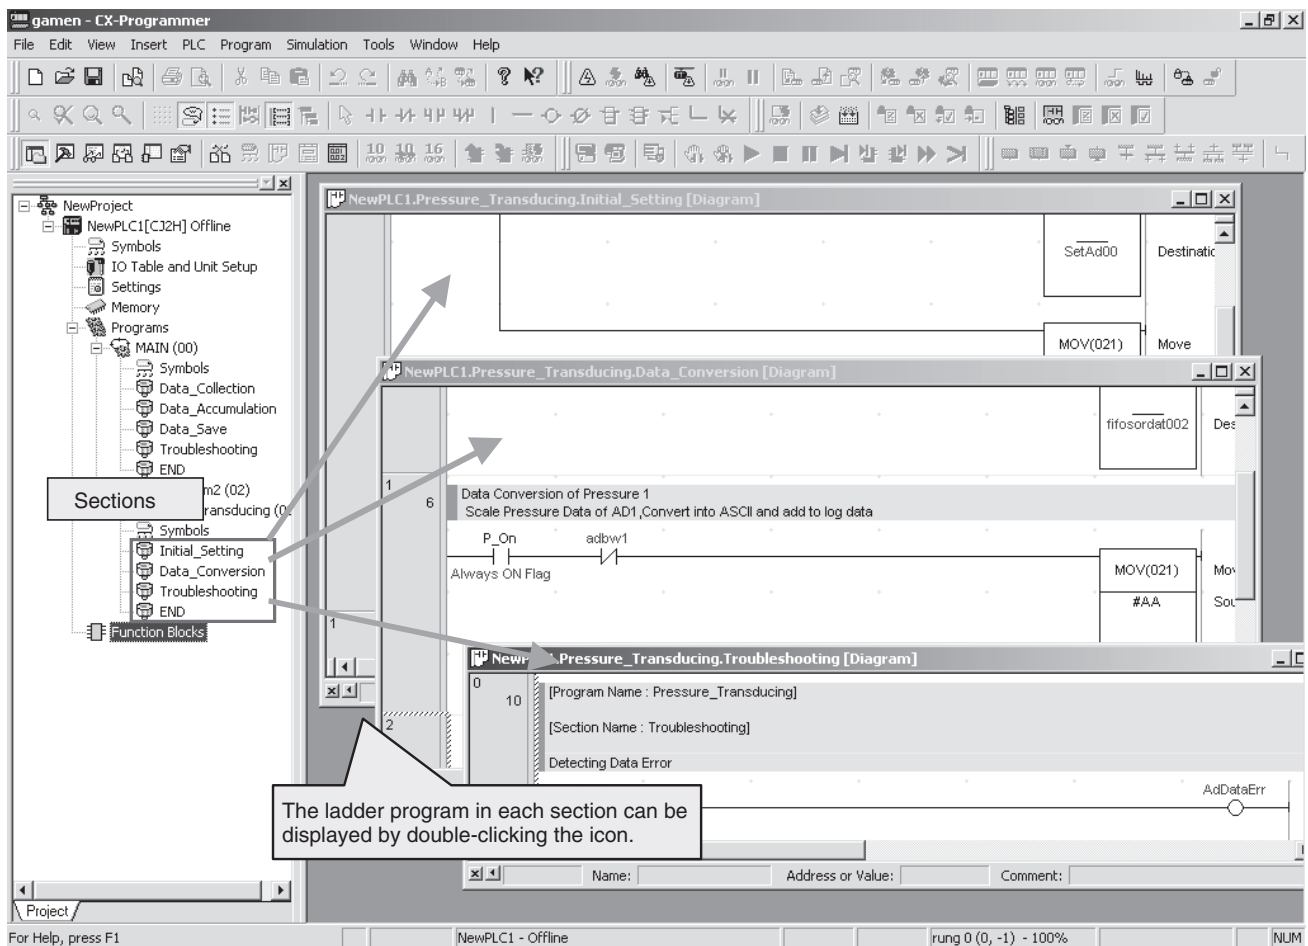 gamen - CX-Programmer
File Edit View Insert PLC Program Simulation Tools Window Help
10 10 16
NewProject
NewPLC1[CJ2H] Offline
Symbols
IO Table and Unit Setup
Settings
Memory
Programs
MAIN (00)
Symbols
Data_Collection
Data_Accumulation
Data_Save
Troubleshooting
END
Sections
m2 (02)
ransducing (0
Symbols
Initial_Setting
Data_Conversion
Troubleshooting
END
Function Blocks
Project
NewPLC1.Pressure_Transducing.Initial_Setting [Diagram]
SetAd00 Destinatic
MOV(021) Move
1
NewPLC1.Pressure_Transducing.Data_Conversion [Diagram]
fifosordat002 Des
1
6
Data Conversion of Pressure 1
Scale Pressure Data of AD1,Convert into ASCII and add to log data
P_On adbw1
Always ON Flag
MOV(021) Mov
#AA Sou
2
NewP .Pressure_Transducing.Troubleshooting [Diagram]
0
10
[Program Name : Pressure_Transducing]
[Section Name : Troubleshooting]
Detecting Data Error
AdDataErr
The ladder program in each section can be
displayed by double-clicking the icon.
Name: Address or Value: Comment:
For Help, press F1 NewPLC1 - Offline rung 0 (0, -1) - 100% NUM